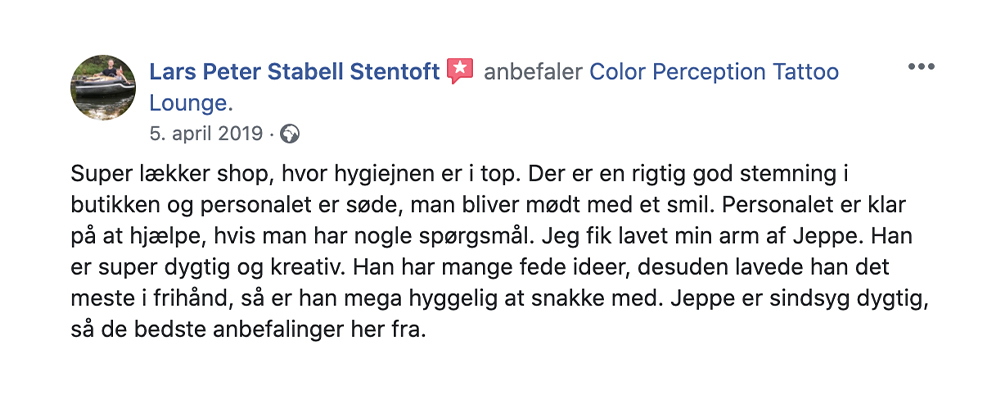 Lars Peter Stabell Stentoft anbefaler Color Perception Tattoo
Lounge.
5. april 2019 ·
Super lækker shop, hvor hygiejnen er i top. Der er en rigtig god stemning i
butikken og personalet er søde, man bliver mødt med et smil. Personalet er klar
på at hjælpe, hvis man har nogle spørgsmål. Jeg fik lavet min arm af Jeppe. Han
er super dygtig og kreativ. Han har mange fede ideer, desuden lavede han det
meste i frihånd, så er han mega hyggelig at snakke med. Jeppe er sindsyg dygtig,
så de bedste anbefalinger her fra.